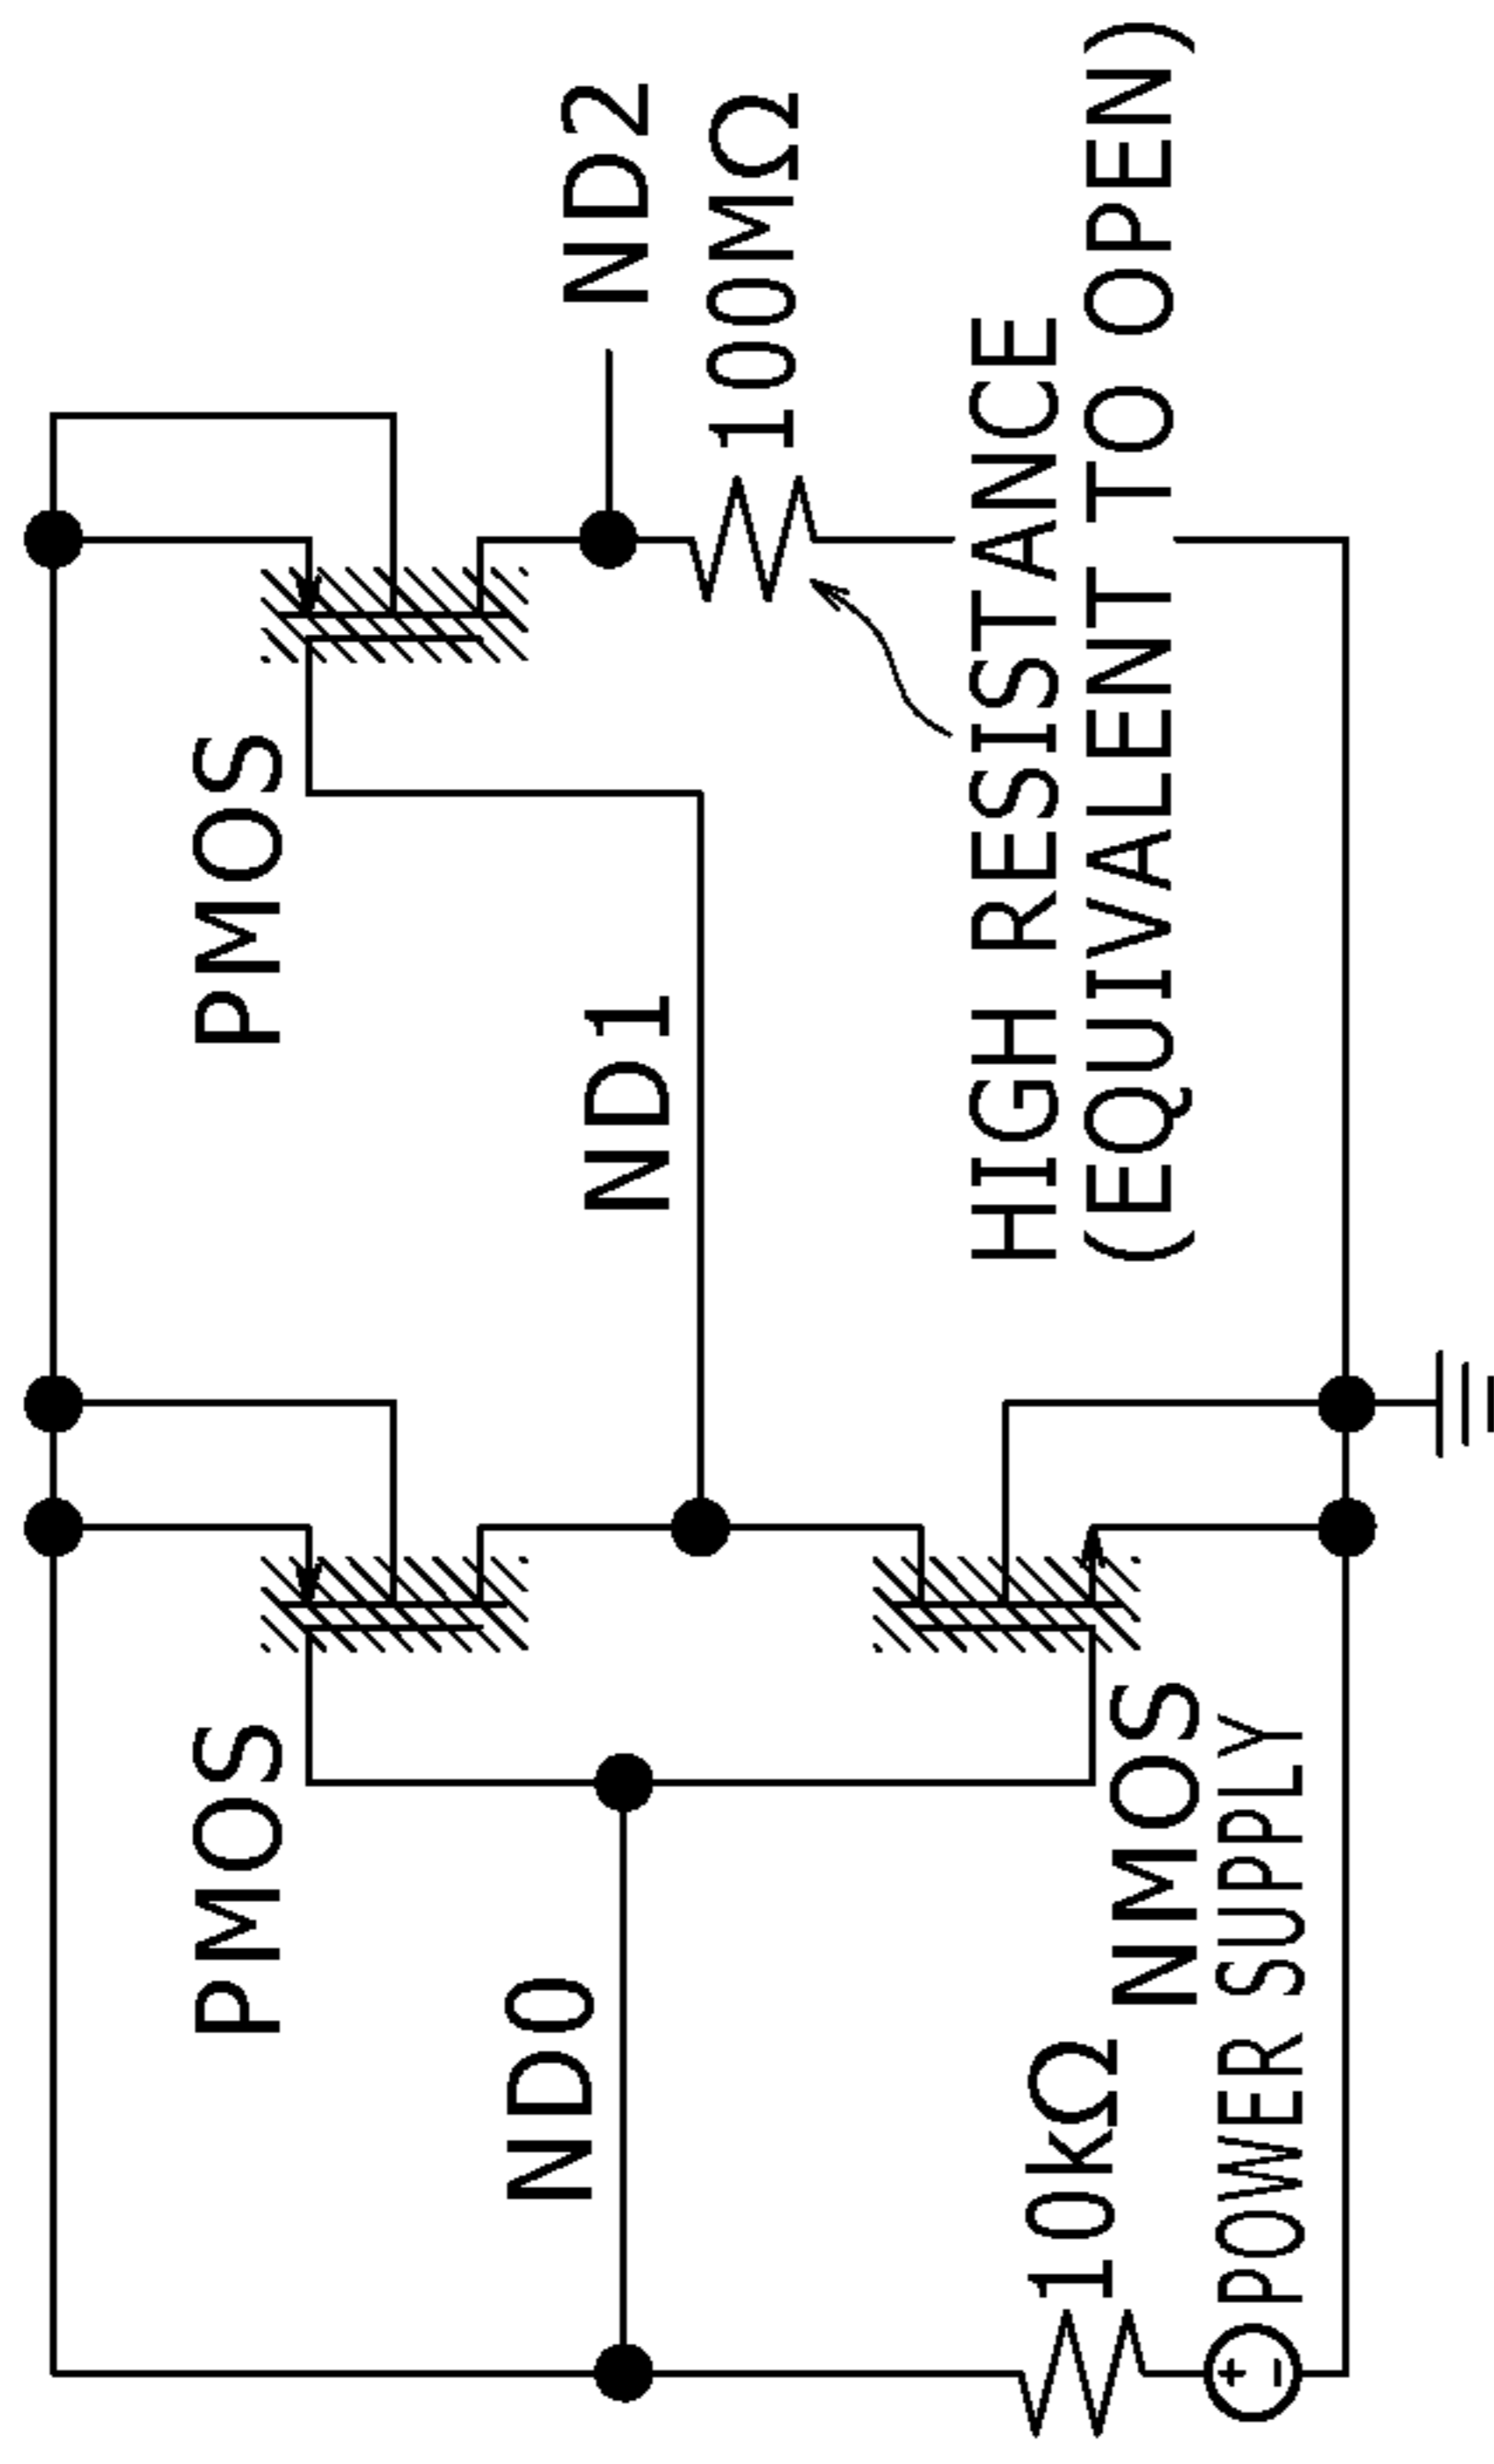 PMOS
PMOS
ND0
ND1
ND2
100MΩ
HIGH RESISTANCE
(EQUIVALENT TO OPEN)
10kΩ
NMOS
POWER SUPPLY
+
-